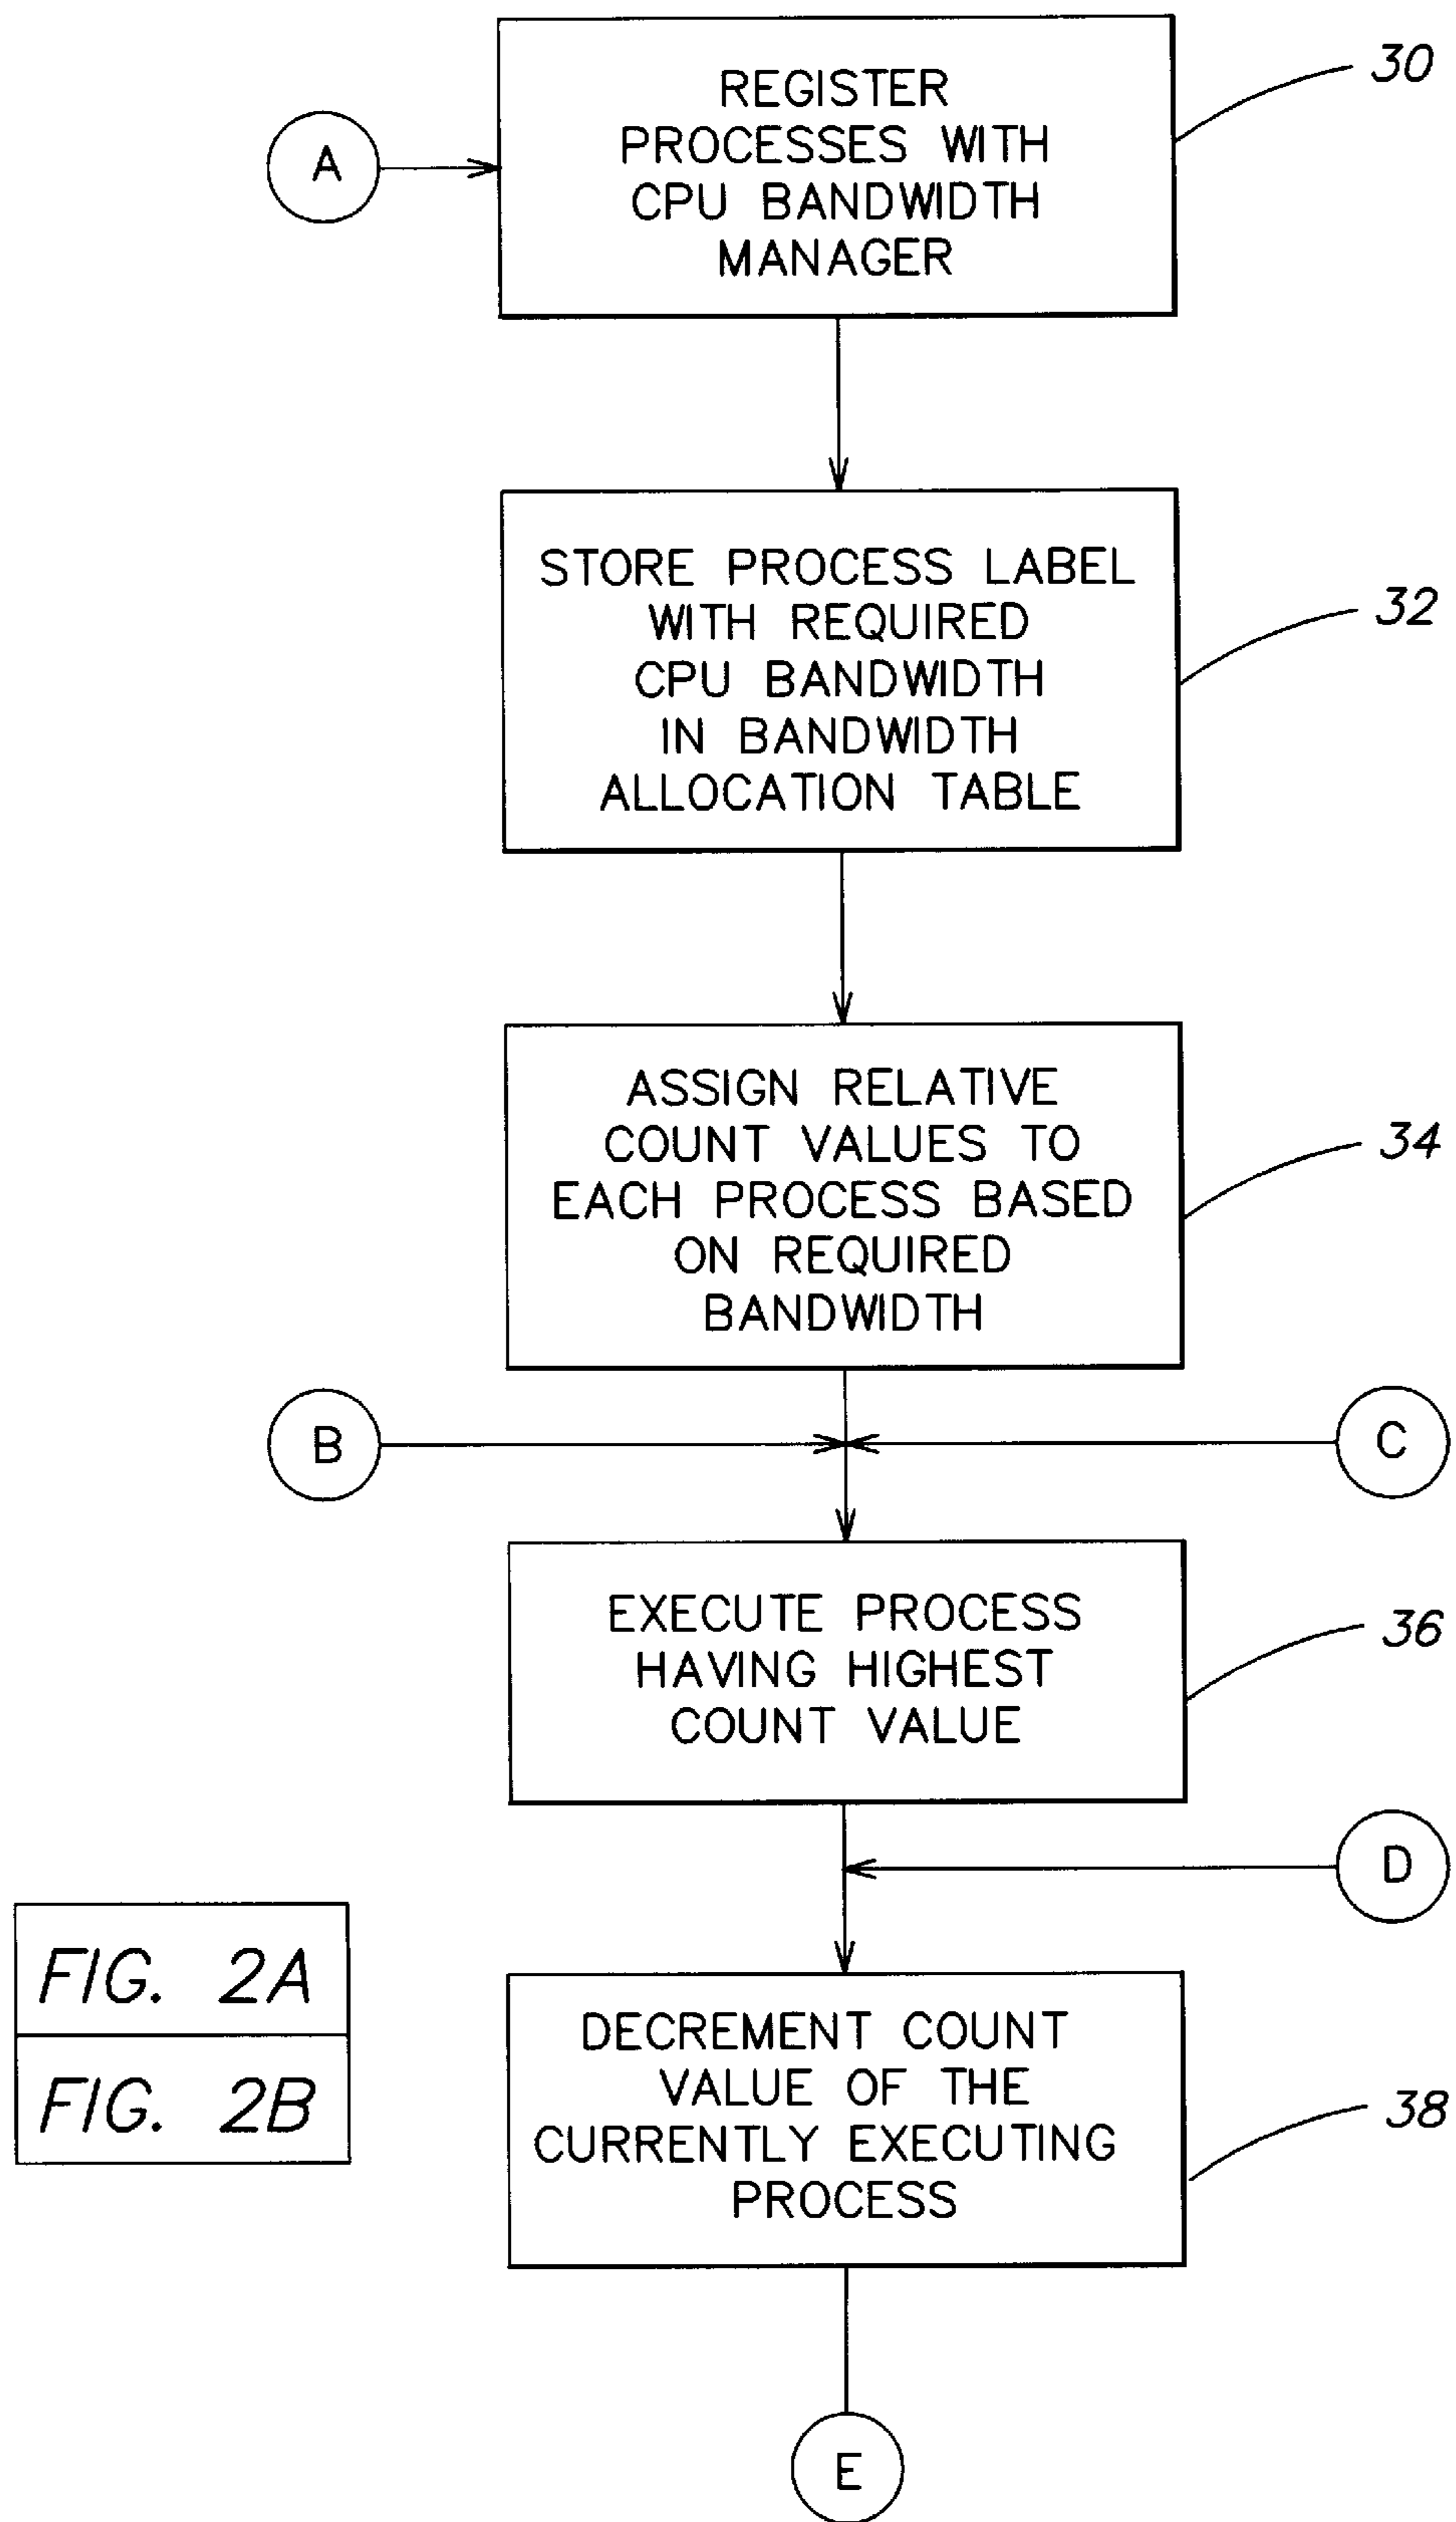 REGISTER
PROCESSES WITH
CPU BANDWIDTH
MANAGER
30
A
STORE PROCESS LABEL
WITH REQUIRED
CPU BANDWIDTH
IN BANDWIDTH
ALLOCATION TABLE
32
ASSIGN RELATIVE
COUNT VALUES TO
EACH PROCESS BASED
ON REQUIRED
BANDWIDTH
34
B
C
EXECUTE PROCESS
HAVING HIGHEST
COUNT VALUE
36
D
FIG. 2A
FIG. 2B
DECREMENT COUNT
VALUE OF THE
CURRENTLY EXECUTING
PROCESS
38
E